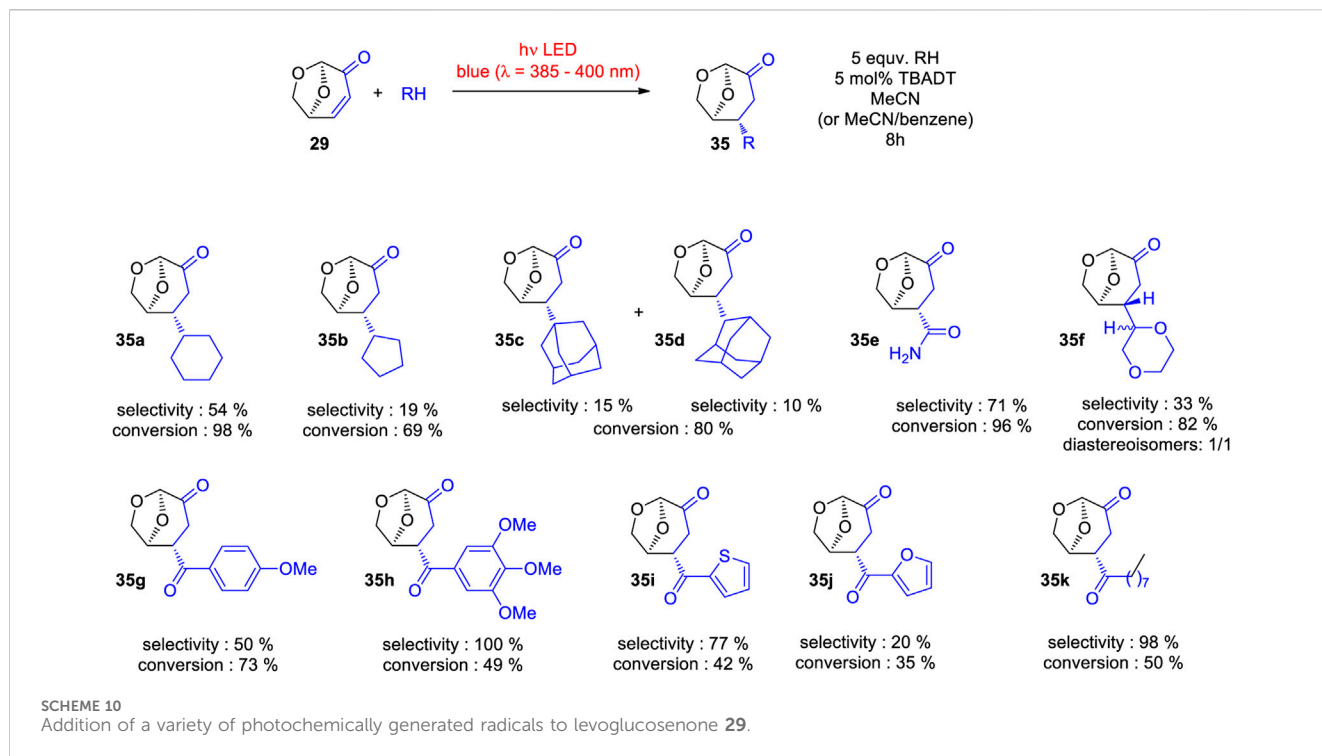 hν LED
blue (λ = 385 - 400 nm)
5 equv. RH
5 mol% TBADT
MeCN
(or MeCN/benzene)
8h
O
O
O
+
RH
O
O
O
R
29
35
O
O
O
35a
selectivity : 54 %
conversion : 98 %
O
O
O
35b
selectivity : 19 %
conversion : 69 %
O
O
O
35c
selectivity : 15 %
+
O
O
O
35d
selectivity : 10 %
conversion : 80 %
O
O
O
35e
O
H2N
selectivity : 71 %
conversion : 96 %
O
O
O
35f
H
H
O
O
selectivity : 33 %
conversion : 82 %
diastereoisomers: 1/1
O
O
O
35g
O
OMe
selectivity : 50 %
conversion : 73 %
O
O
O
35h
O
OMe
OMe
OMe
selectivity : 100 %
conversion : 49 %
O
O
O
35i
O
S
selectivity : 77 %
conversion : 42 %
O
O
O
35j
O
O
selectivity : 20 %
conversion : 35 %
O
O
O
35k
O
( )7
selectivity : 98 %
conversion : 50 %
SCHEME 10
Addition of a variety of photochemically generated radicals to levoglucosenone 29.